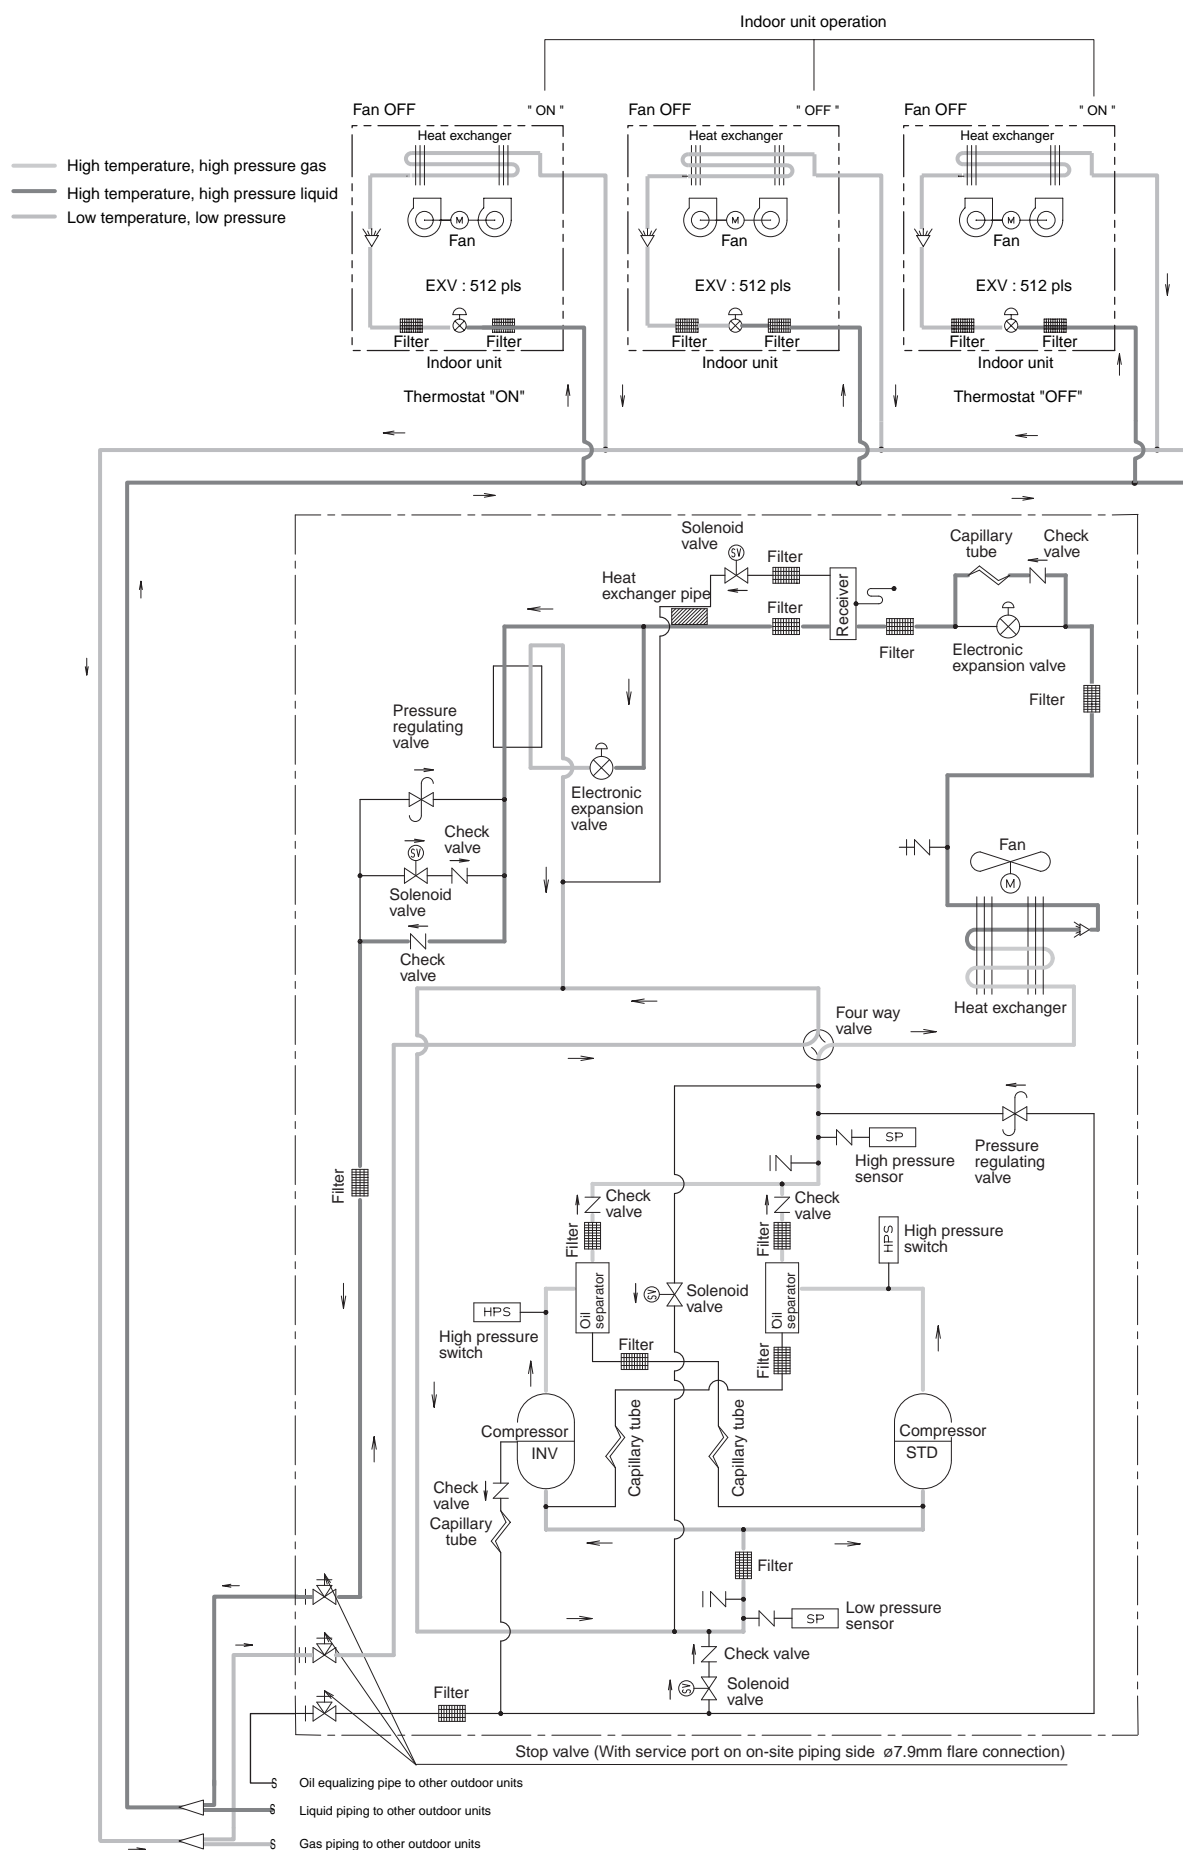 Indoor unit operation
Fan OFF
" ON "
Fan OFF
" OFF "
Fan OFF
" ON "
Heat exchanger
Heat exchanger
Heat exchanger
High temperature, high pressure gas
High temperature, high pressure liquid
Low temperature, low pressure
M
M
M
Fan
Fan
Fan
EXV : 512 pls
EXV : 512 pls
EXV : 512 pls
Filter
Filter
Filter
Filter
Filter
Filter
Indoor unit
Indoor unit
Indoor unit
Thermostat "ON"
Thermostat "OFF"
Solenoid
valve
SV
Filter
Capillary
tube
Check
valve
Heat
exchanger pipe
Filter
Receiver
Filter
Electronic
expansion valve
Filter
Pressure
regulating
valve
Electronic
expansion
valve
Check
valve
SV
Solenoid
valve
Check
valve
Fan
M
Heat exchanger
Four way
valve
SP
High pressure
sensor
Pressure
regulating
valve
Filter
Check
valve
Check
valve
Filter
Filter
HPS
High pressure
switch
Oil
separator
SV
Solenoid
valve
Oil
separator
HPS
High pressure
switch
Filter
Filter
Compressor
INV
Capillary tube
Capillary tube
Compressor
STD
Check
valve
Capillary
tube
Filter
SP
Low pressure
sensor
Check valve
SV
Solenoid
valve
Filter
Stop valve (With service port on on-site piping side ø7.9mm flare connection)
S
Oil equalizing pipe to other outdoor units
S
Liquid piping to other outdoor units
S
Gas piping to other outdoor units